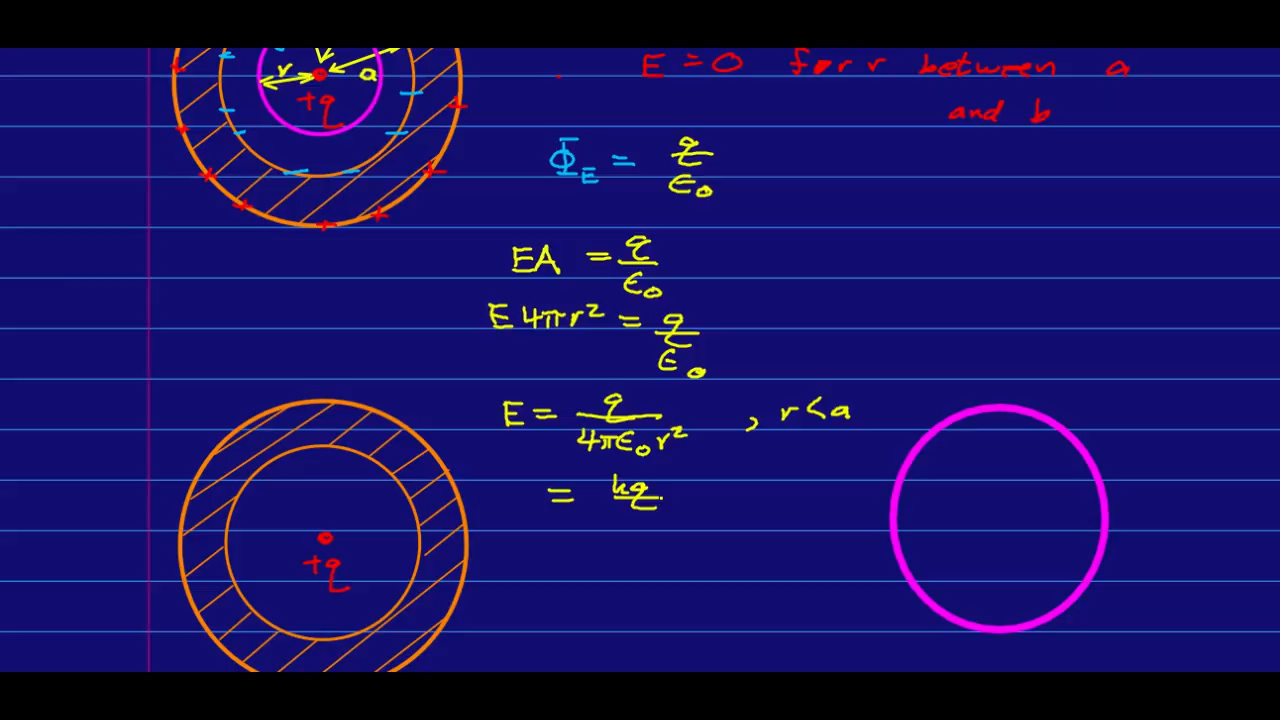 E = 0 for r between a
and b
r a
+q
Φ_E = q/ε₀
EA = q/ε₀
E 4πr² = q/ε₀
E = q/4πε₀r² , r < a
= kq
+q